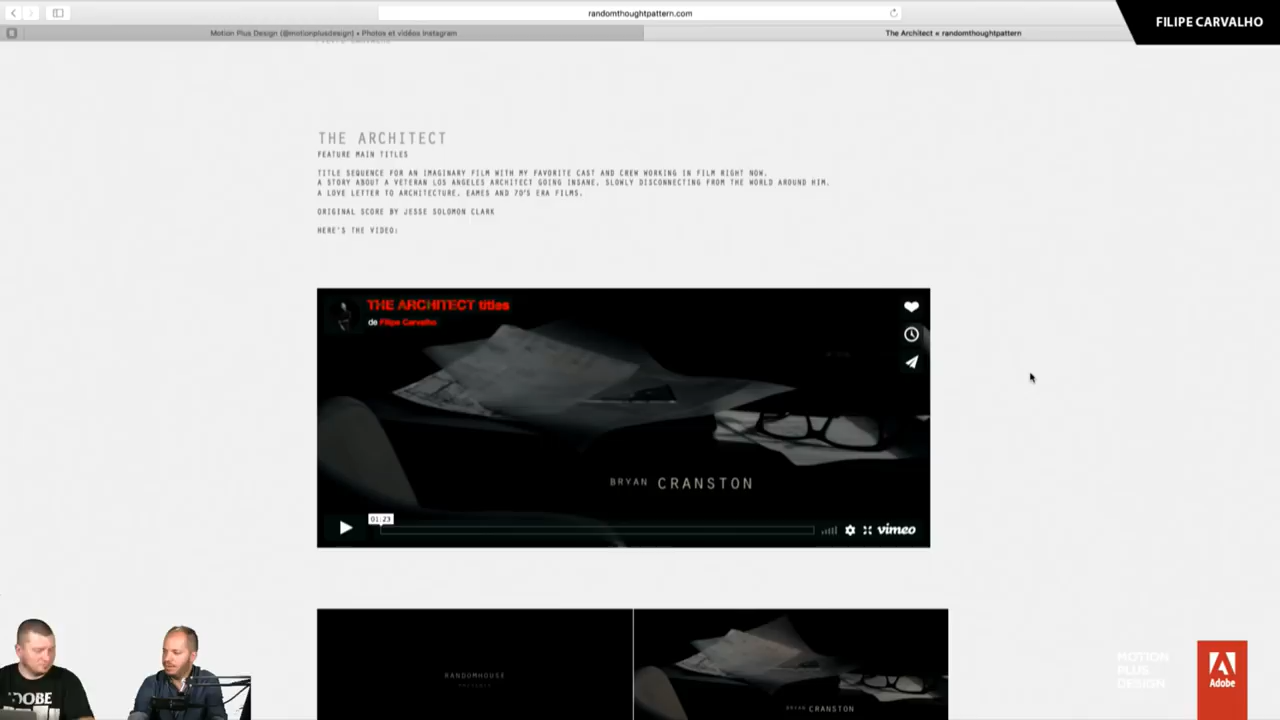 randomthoughtpattern.com
FILIPE CARVALHO
Motion Plus Design (@motionplusdesign) • Photos et vidéos Instagram
The Architect « randomthoughtpattern
THE ARCHITECT
FEATURE MAIN TITLES
TITLE SEQUENCE FOR AN IMAGINARY FILM WITH MY FAVORITE CAST AND CREW WORKING IN FILM RIGHT NOW.
A STORY ABOUT A VETERAN LOS ANGELES ARCHITECT GOING INSANE, SLOWLY DISCONNECTING FROM THE WORLD AROUND HIM.
A LOVE LETTER TO ARCHITECTURE, EAMES AND 70'S ERA FILMS.
ORIGINAL SCORE BY JESSE SOLOMON CLARK
HERE'S THE VIDEO:
THE ARCHITECT titles
de Filipe Carvalho
BRYAN CRANSTON
01:23
vimeo
RANDOMHOUSE
PRESENTS
BRYAN CRANSTON
DOBE
MOTION
PLUS
DESIGN
Adobe